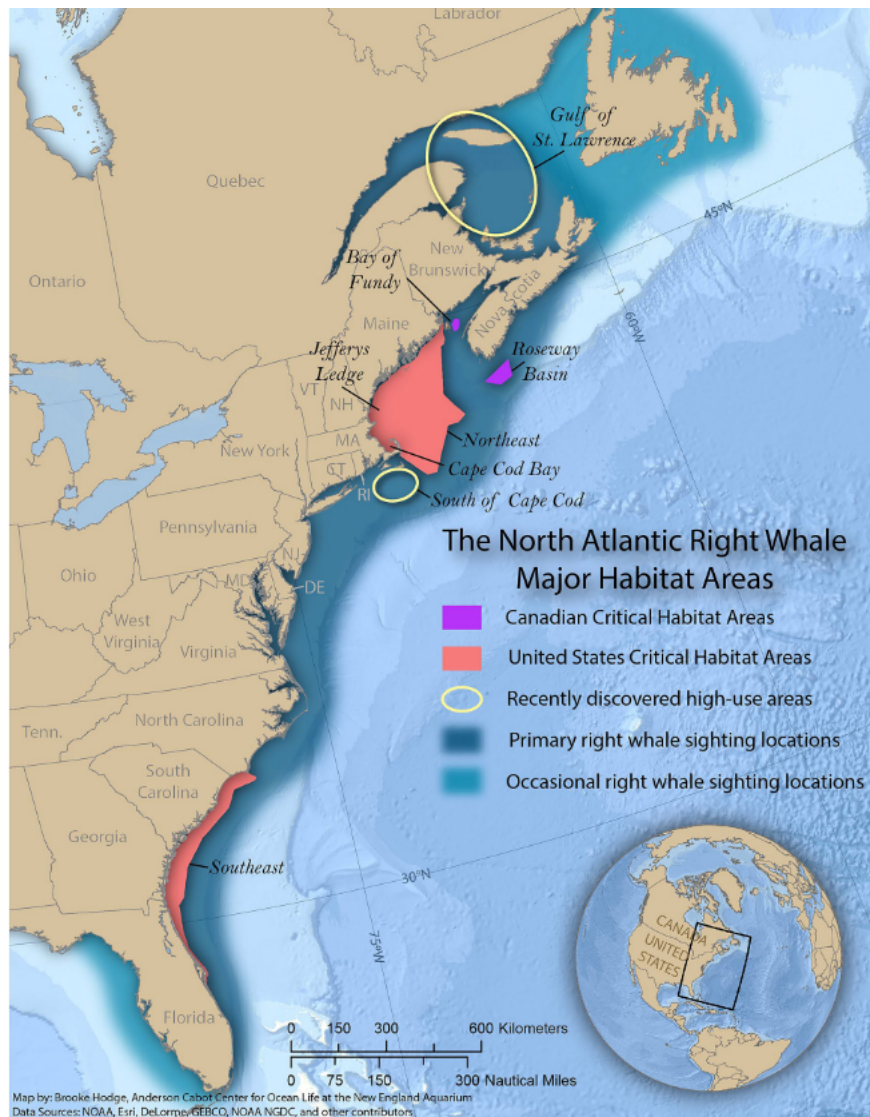 Labrador
Gulf of
St. Lawrence
Quebec
45°N
New
Brunswick
Bay of
Fundy
Ontario
Nova Scotia
60°W
Maine
Jefferys
Ledge
Roseway
Basin
VT
NH
New York
MA
Northeast
Cape Cod Bay
CT
RI
South of Cape Cod
Pennsylvania
The North Atlantic Right Whale
Major Habitat Areas
NJ
Ohio
MD
DE
Canadian Critical Habitat Areas
West
Virginia
Virginia
United States Critical Habitat Areas
Recently discovered high-use areas
Tenn.
North Carolina
Primary right whale sighting locations
South
Carolina
Occasional right whale sighting locations
Georgia
Southeast
30°N
75°W
CANADA
UNITED
STATES
Florida
0 150 300 600 Kilometers
0 75 150 300 Nautical Miles
Map by: Brooke Hodge, Anderson Cabot Center for Ocean Life at the New England Aquarium
Data Sources: NOAA, Esri, DeLorme, GEBCO, NOAA NGDC, and other contributors